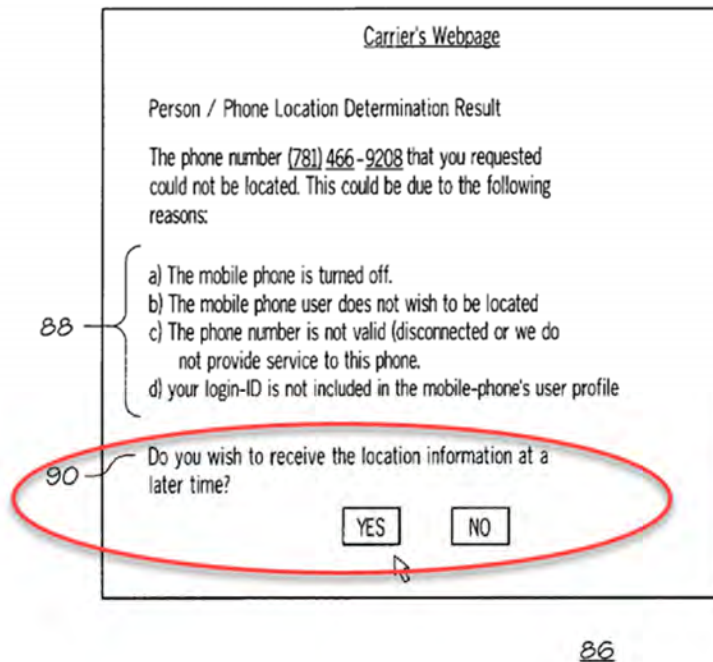 Carrier's Webpage
Person / Phone Location Determination Result
The phone number (781) 466-9208 that you requested
could not be located. This could be due to the following
reasons:
a) The mobile phone is turned off.
b) The mobile phone user does not wish to be located
c) The phone number is not valid (disconnected or we do
not provide service to this phone.
d) your login-ID is not included in the mobile-phone's user profile
88
90
Do you wish to receive the location information at a
later time?
YES NO
86